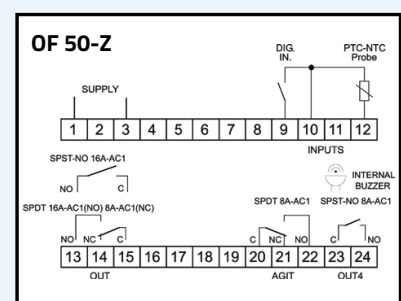 OF 50-Z
DIG. IN.
PTC-NTC Probe
SUPPLY
1 2 3 4 5 6 7 8 9 10 11 12
INPUTS
SPST-NO 16A-AC1
NO C
INTERNAL BUZZER
SPDT 16A-AC1(NO) 8A-AC1(NC)
SPDT 8A-AC1
SPST-NO 8A-AC1
NO NC C C NC NO C NO
13 14 15 16 17 18 19 20 21 22 23 24
OUT AGIT OUT4